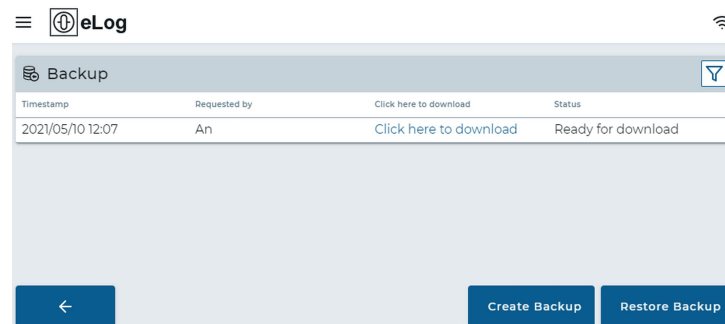 eLog
Backup
Timestamp Requested by Click here to download Status
2021/05/10 12:07 An Click here to download Ready for download
Create Backup Restore Backup